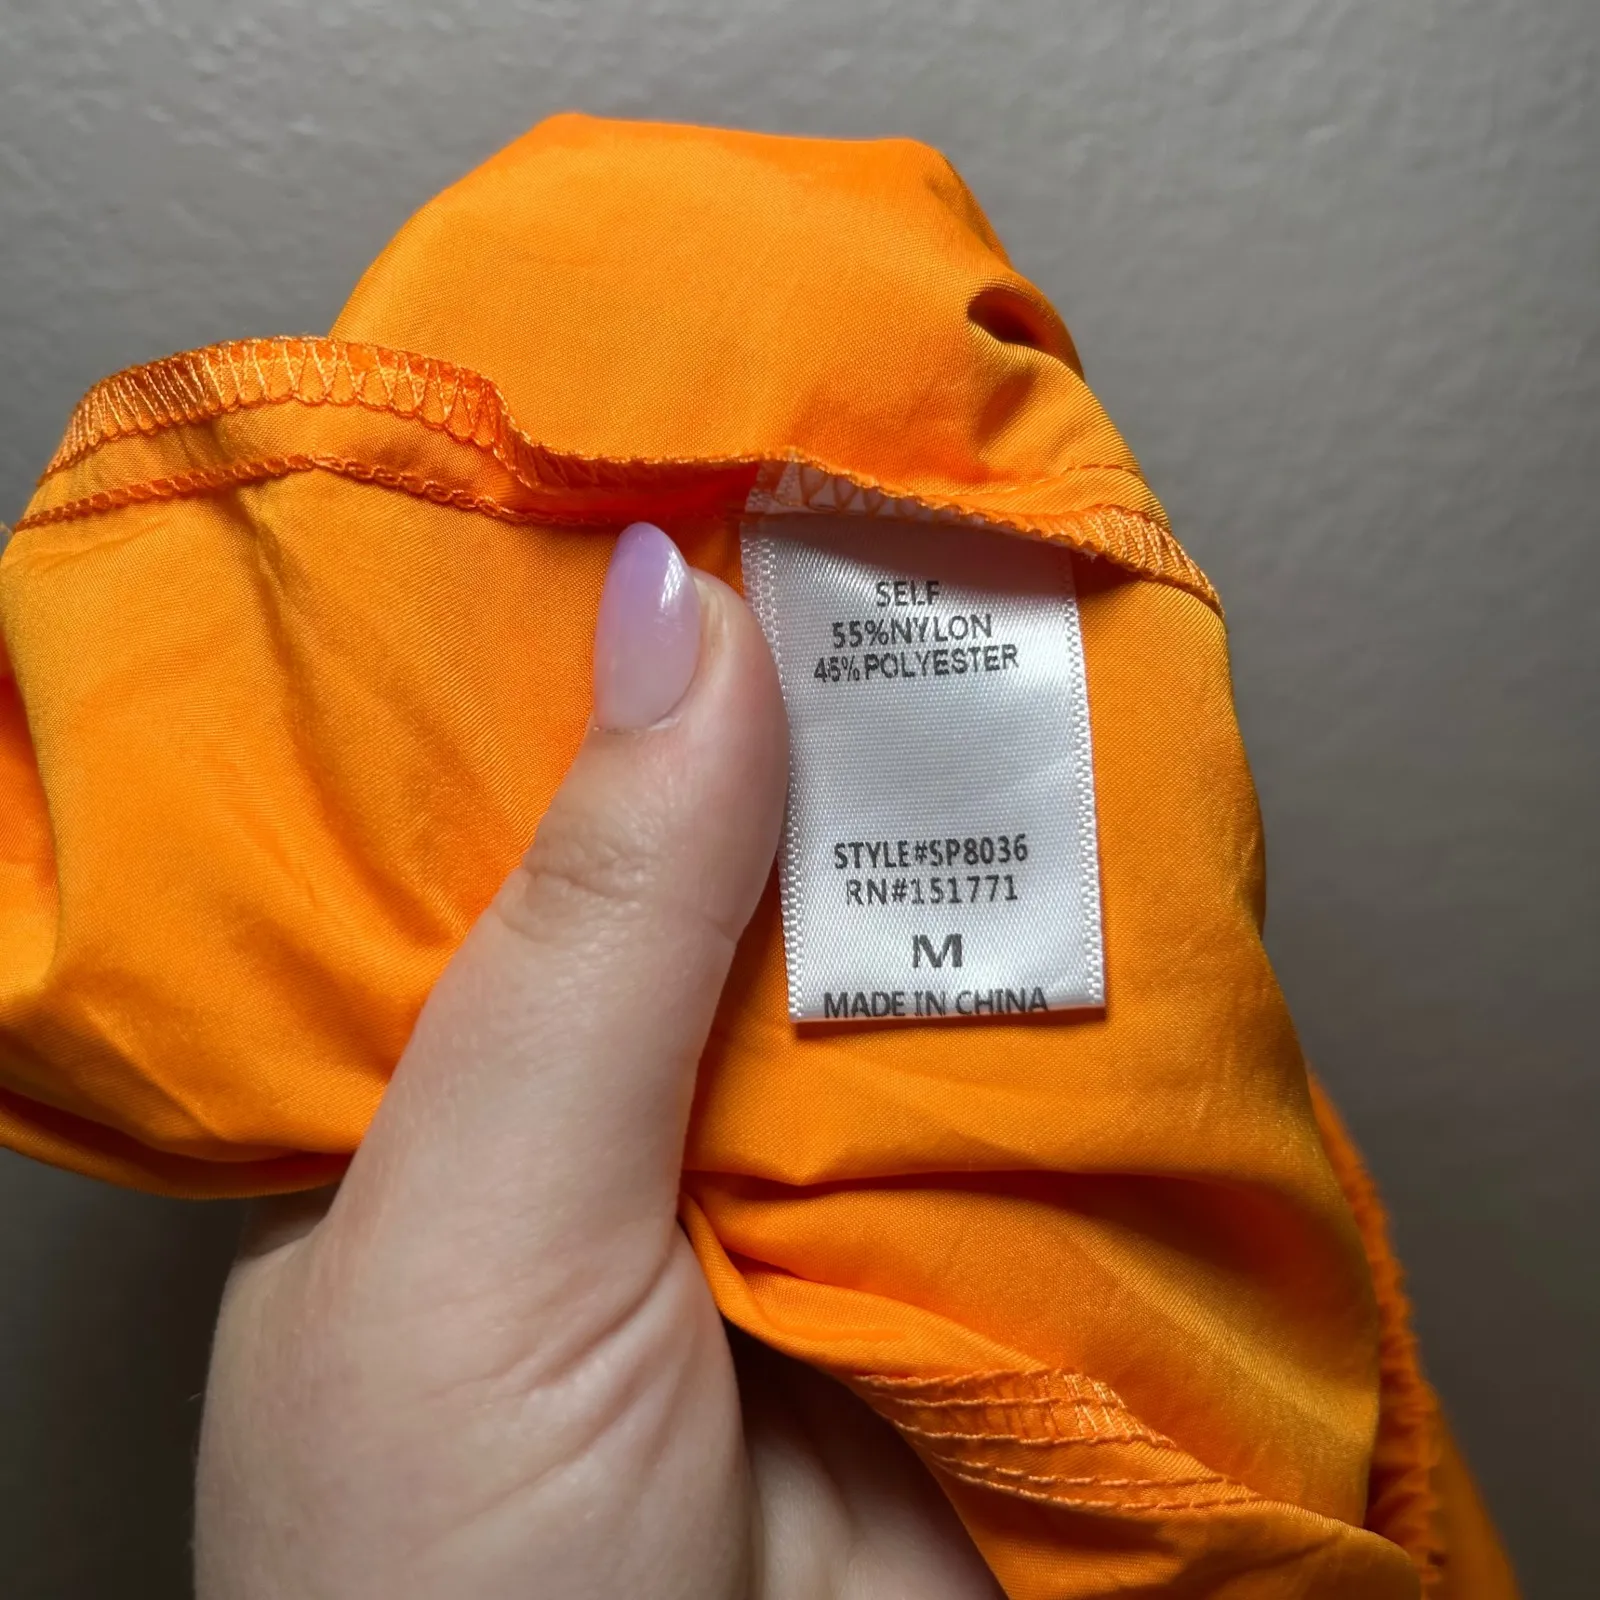 SELF
55%NYLON
45%POLYESTER
STYLE#SP8036
RN#151771
M
MADE IN CHINA